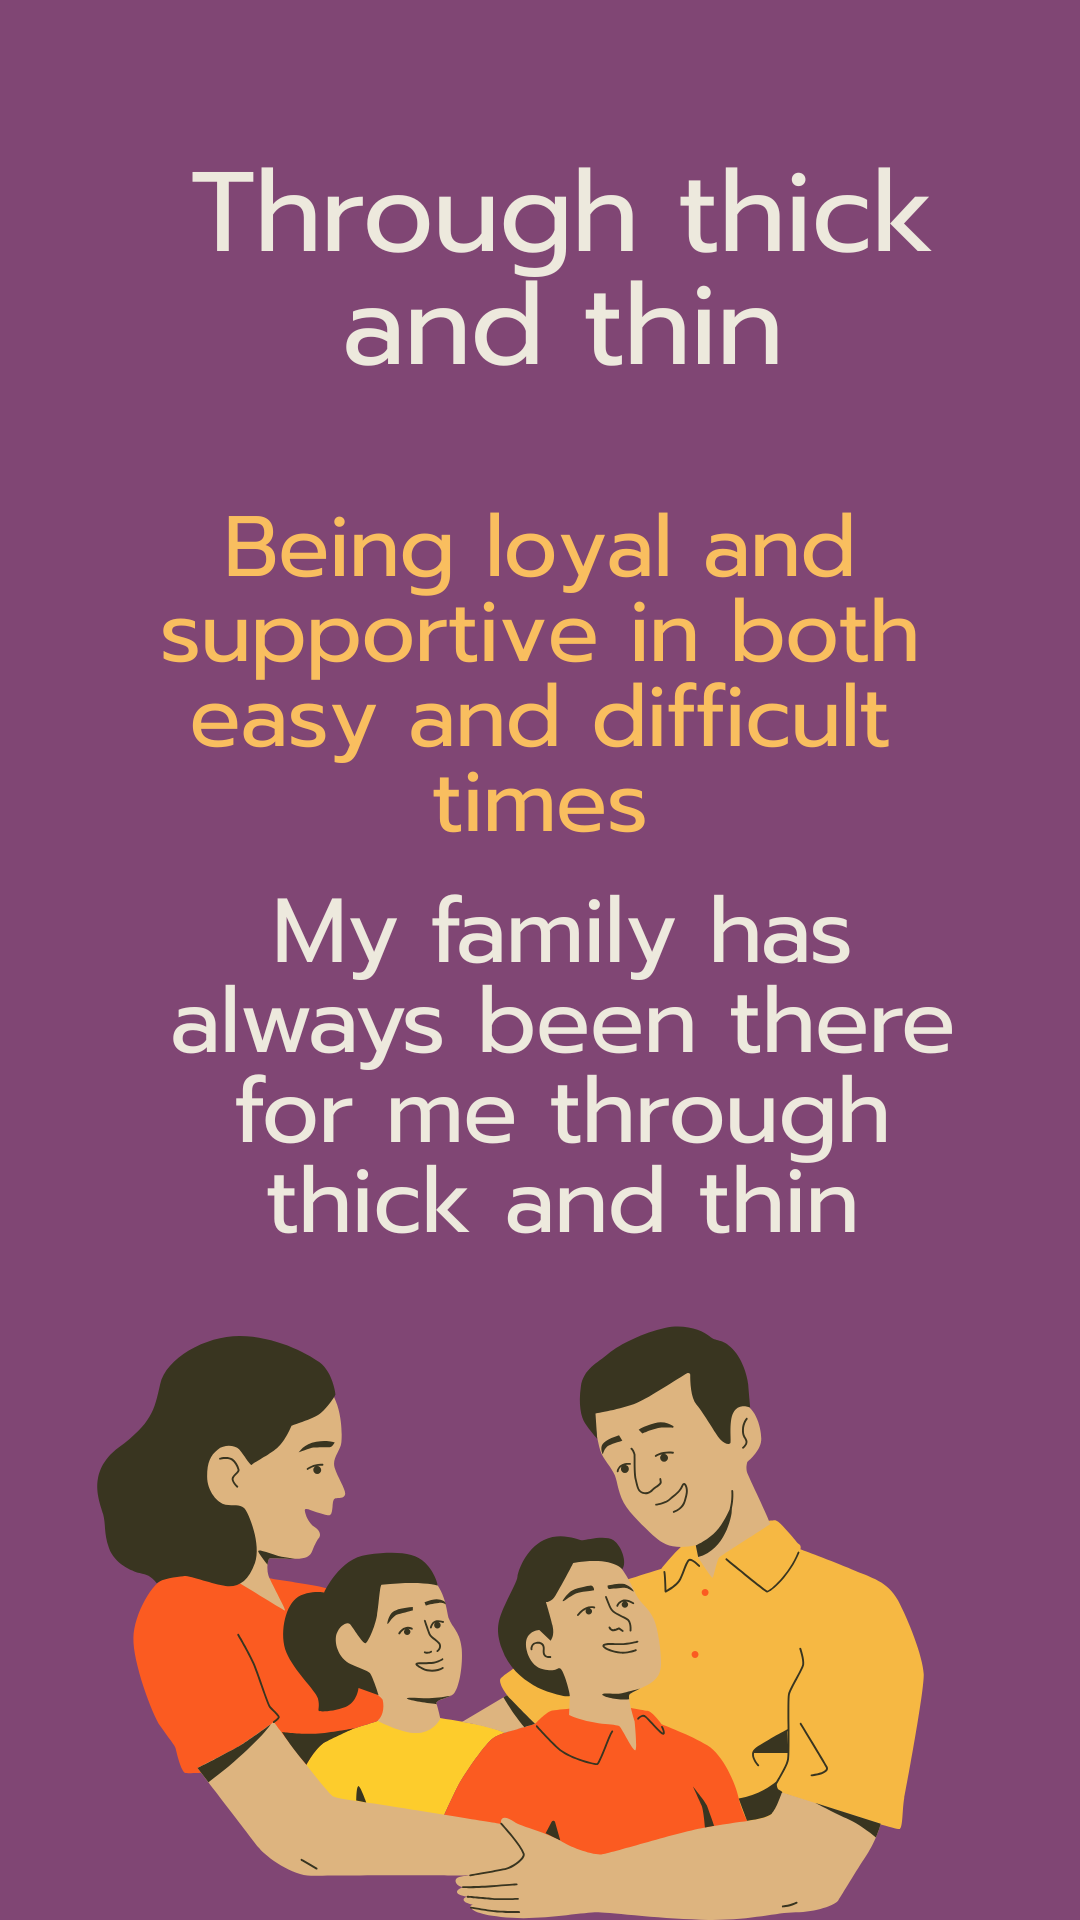 Through thick
and thin
Being loyal and
supportive in both
easy and difficult
times
My family has
always been there
for me through
thick and thin